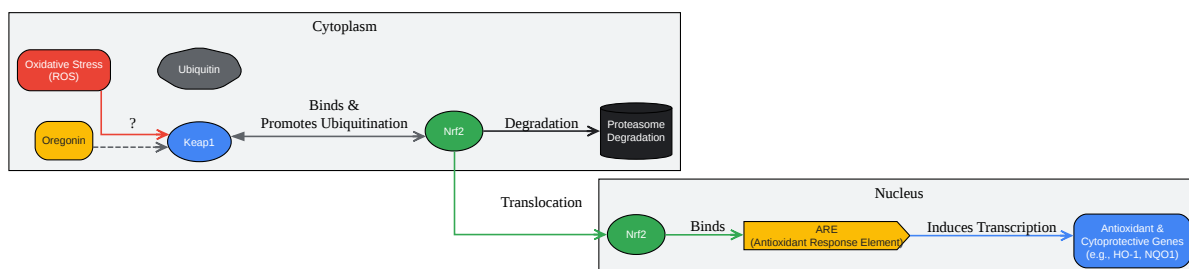 Cytoplasm
Oxidative Stress
(ROS)
Ubiquitin
?
Oregonin
Keap1
Binds &
Promotes Ubiquitination
Nrf2
Degradation
Proteasome
Degradation
Translocation
Nucleus
Nrf2
Binds
ARE
(Antioxidant Response Element)
Induces Transcription
Antioxidant &
Cytoprotective Genes
(e.g., HO-1, NQO1)